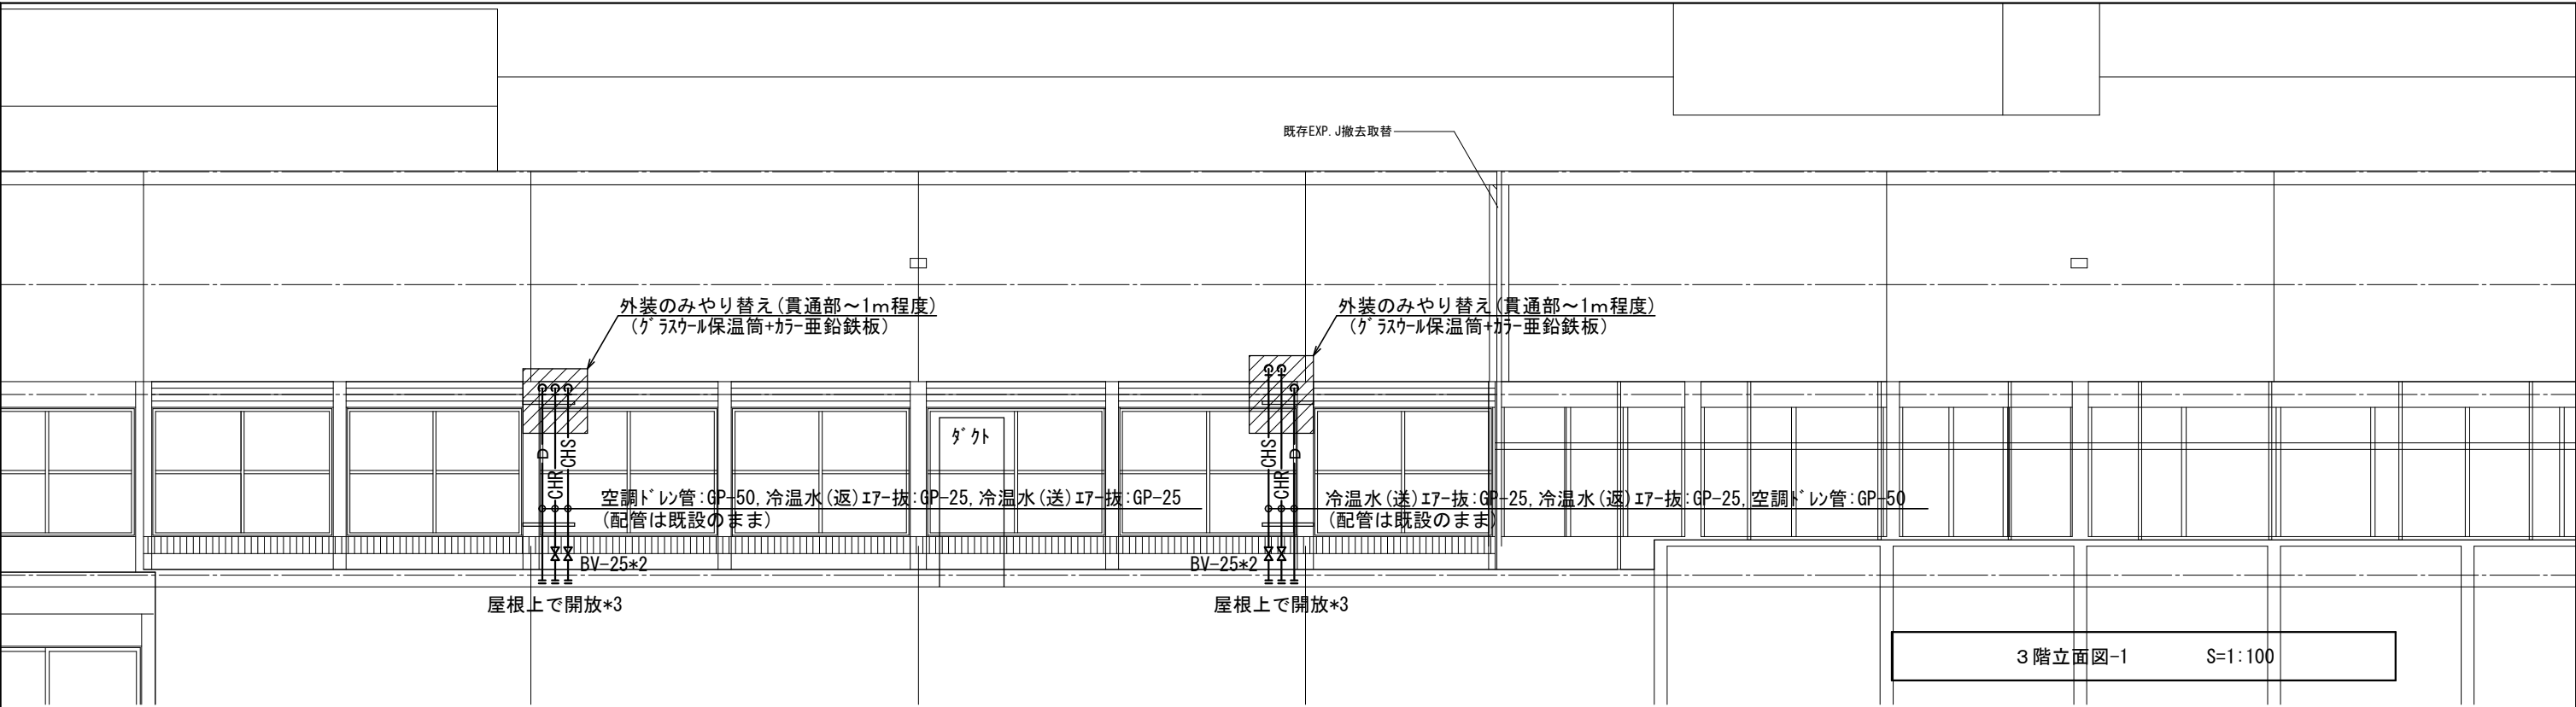 既存EXP.J撤去取替
外装のみやり替え(貫通部～1m程度)
(ｸﾞﾗｽｳｰﾙ保温筒+ｶﾗｰ亜鉛鉄板)
外装のみやり替え(貫通部～1m程度)
(ｸﾞﾗｽｳｰﾙ保温筒+ｶﾗｰ亜鉛鉄板)
ﾀﾞｸﾄ
D
CHR
CHS
CHS
CHR
D
空調ﾄﾞﾚﾝ管:GP-50,冷温水(返)ｴｱｰ抜:GP-25,冷温水(送)ｴｱｰ抜:GP-25
(配管は既設のまま)
冷温水(送)ｴｱｰ抜:GP-25,冷温水(返)ｴｱｰ抜:GP-25,空調ﾄﾞﾚﾝ管:GP-50
(配管は既設のまま)
BV-25*2
BV-25*2
屋根上で開放*3
屋根上で開放*3
3階立面図-1 S=1:100